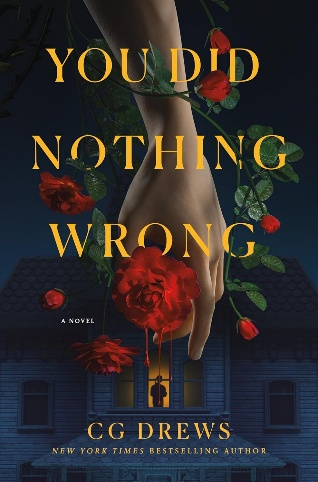 YOU DID
NOTHING
WRONG
A NOVEL
CG DREWS
NEW YORK TIMES BESTSELLING AUTHOR